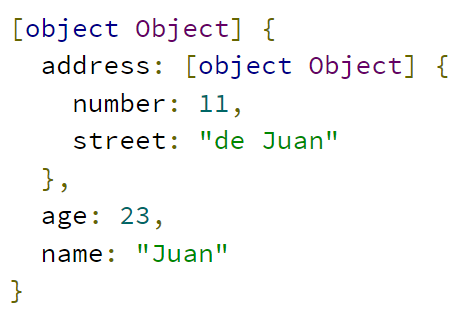 [object Object] {
  address: [object Object] {
    number: 11,
    street: "de Juan"
  },
  age: 23,
  name: "Juan"
}